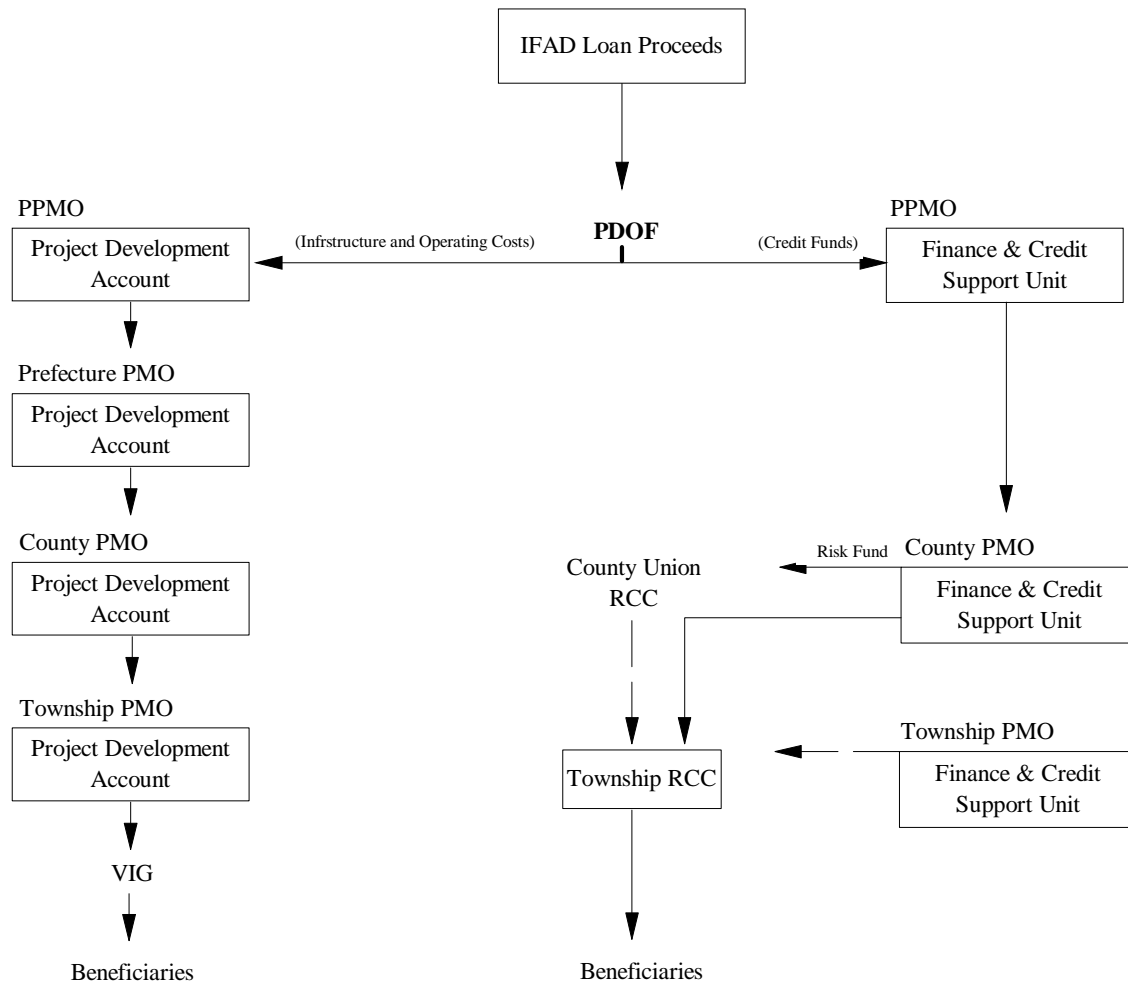 IFAD Loan Proceeds
PPMO
PDOF
PPMO
(Infrstructure and Operating Costs)
(Credit Funds)
Project Development
Account
Finance & Credit
Support Unit
Prefecture PMO
Project Development
Account
County PMO
Project Development
Account
County Union
RCC
Risk Fund
County PMO
Finance & Credit
Support Unit
Township PMO
Project Development
Account
Township RCC
Township PMO
Finance & Credit
Support Unit
VIG
Beneficiaries
Beneficiaries